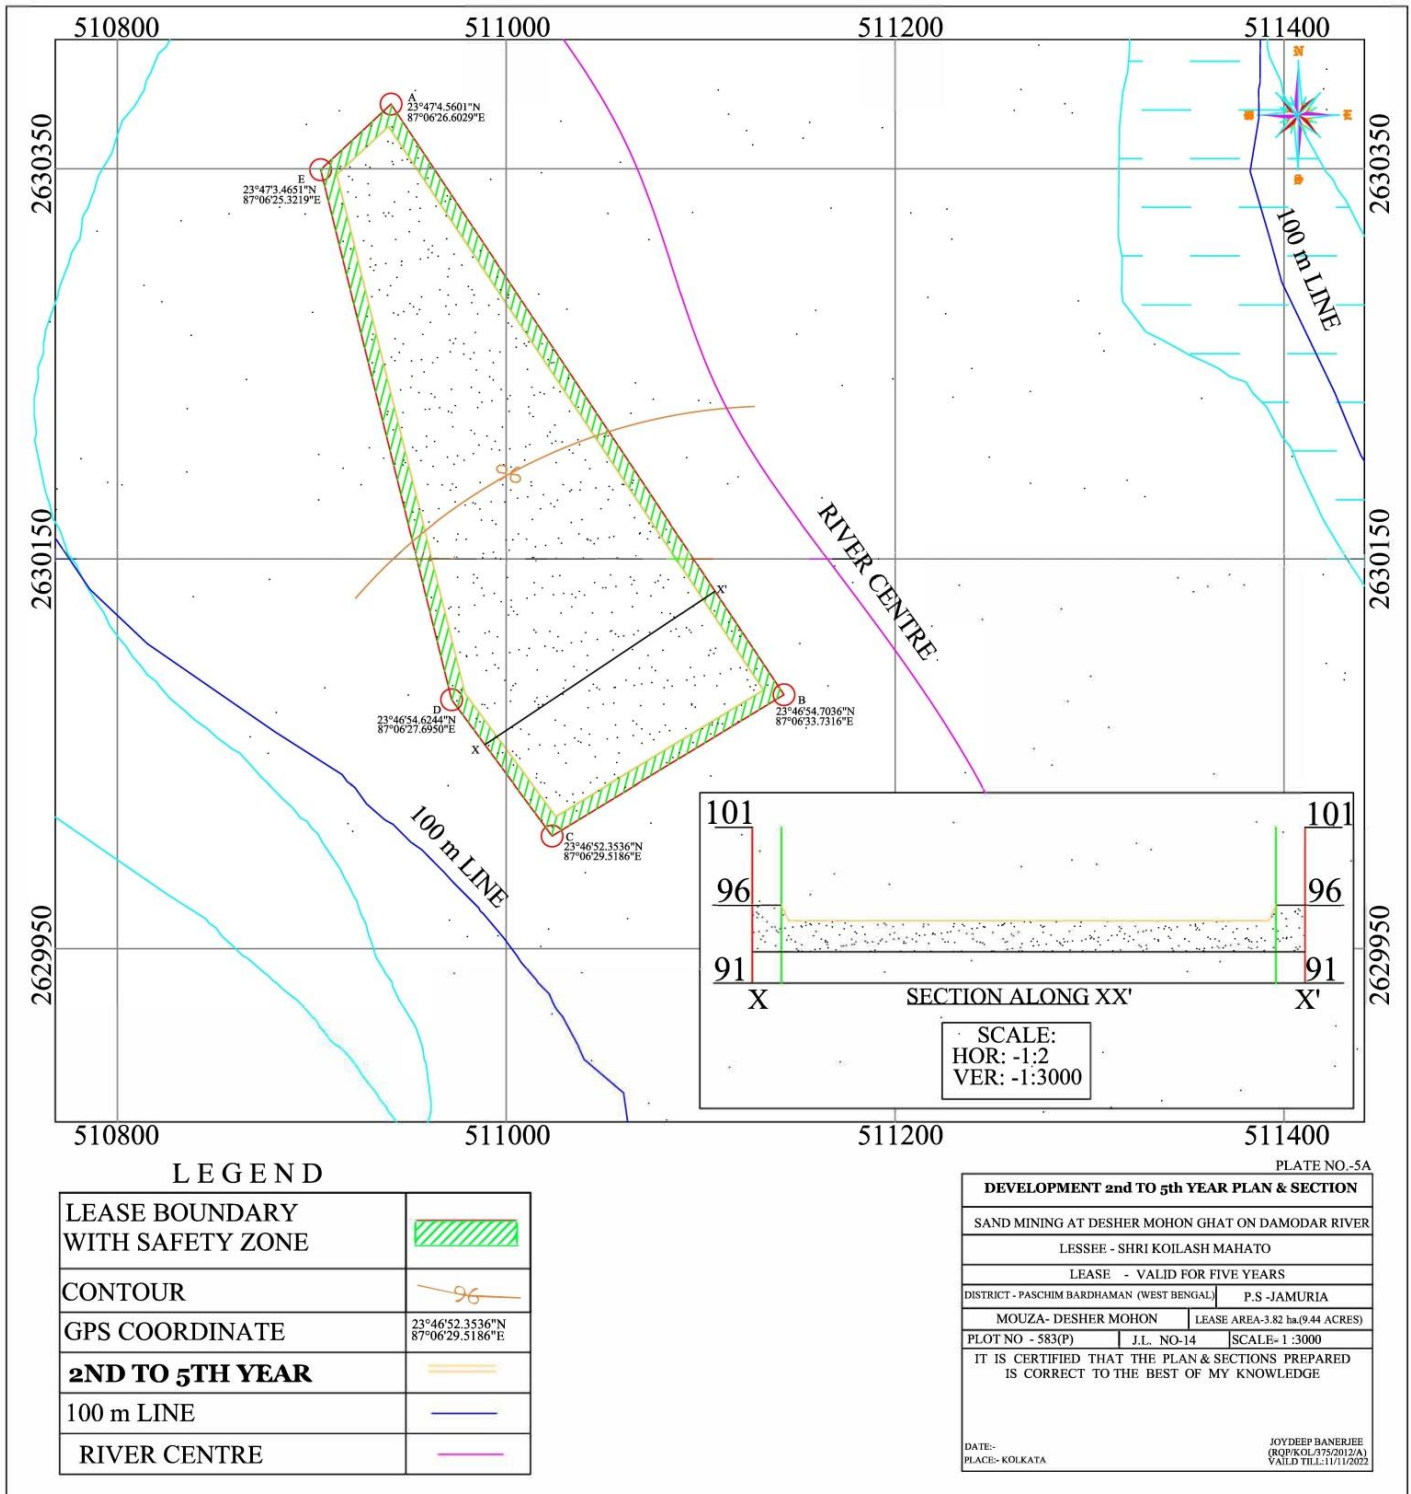 510800 511000 511200 511400
N
W E
S
2630350 2630350
A
23°47'4.5601"N
87°06'26.6029"E
E
23°47'3.4651"N
87°06'25.3219"E
100 m LINE
96
2630150 2630150
RIVER CENTRE
X'
B
23°46'54.7036"N
87°06'33.7316"E
D
23°46'54.6244"N
87°06'27.6950"E
X
C
23°46'52.3536"N
87°06'29.5186"E
100 m LINE
2629950 2629950
101 101
96 96
91 91
X SECTION ALONG XX' X'
SCALE:
HOR: -1:2
VER: -1:3000
510800 511000 511200 511400
LEGEND
LEASE BOUNDARY
WITH SAFETY ZONE
CONTOUR 96
GPS COORDINATE 23°46'52.3536"N
87°06'29.5186"E
2ND TO 5TH YEAR
100 m LINE
RIVER CENTRE
PLATE NO.-5A
DEVELOPMENT 2nd TO 5th YEAR PLAN & SECTION
SAND MINING AT DESHER MOHON GHAT ON DAMODAR RIVER
LESSEE - SHRI KOILASH MAHATO
LEASE - VALID FOR FIVE YEARS
DISTRICT - PASCHIM BARDHAMAN (WEST BENGAL) P.S -JAMURIA
MOUZA- DESHER MOHON LEASE AREA-3.82 ha.(9.44 ACRES)
PLOT NO - 583(P) J.L. NO-14 SCALE- 1 :3000
IT IS CERTIFIED THAT THE PLAN & SECTIONS PREPARED
IS CORRECT TO THE BEST OF MY KNOWLEDGE
DATE:-
PLACE:- KOLKATA
JOYDEEP BANERJEE
(RQP/KOL/375/2012/A)
VAILD TILL:11/11/2022